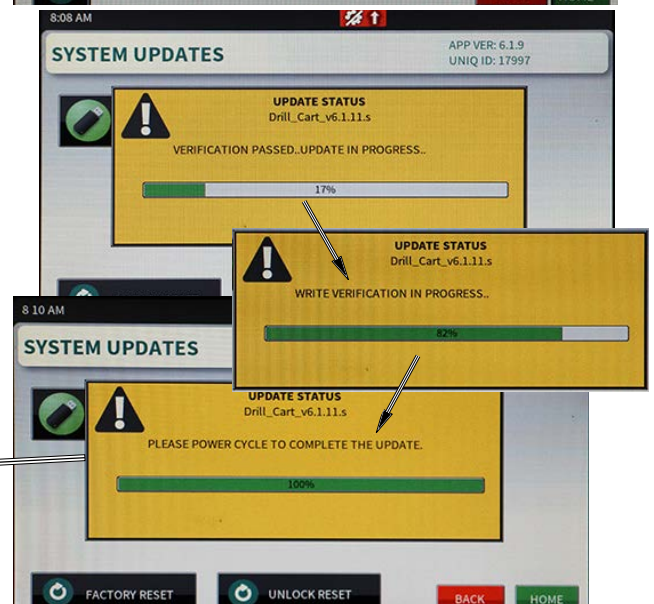 8:08 AM
SYSTEM UPDATES
APP VER: 6.1.9
UNIQ ID: 17997
UPDATE STATUS
Drill_Cart_v6.1.11.s
VERIFICATION PASSED..UPDATE IN PROGRESS..
17%
UPDATE STATUS
Drill_Cart_v6.1.11.s
WRITE VERIFICATION IN PROGRESS..
82%
8 10 AM
SYSTEM UPDATES
UPDATE STATUS
Drill_Cart_v6.1.11.s
PLEASE POWER CYCLE TO COMPLETE THE UPDATE.
100%
FACTORY RESET
UNLOCK RESET
BACK
HOME